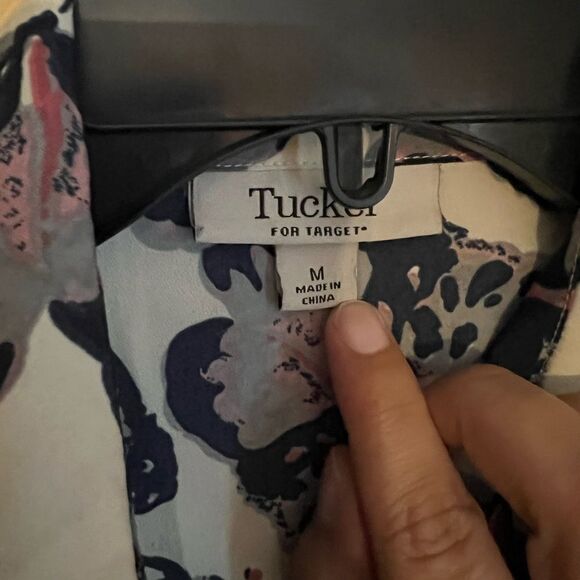 Tucker
FOR TARGET®
M
MADE IN
CHINA